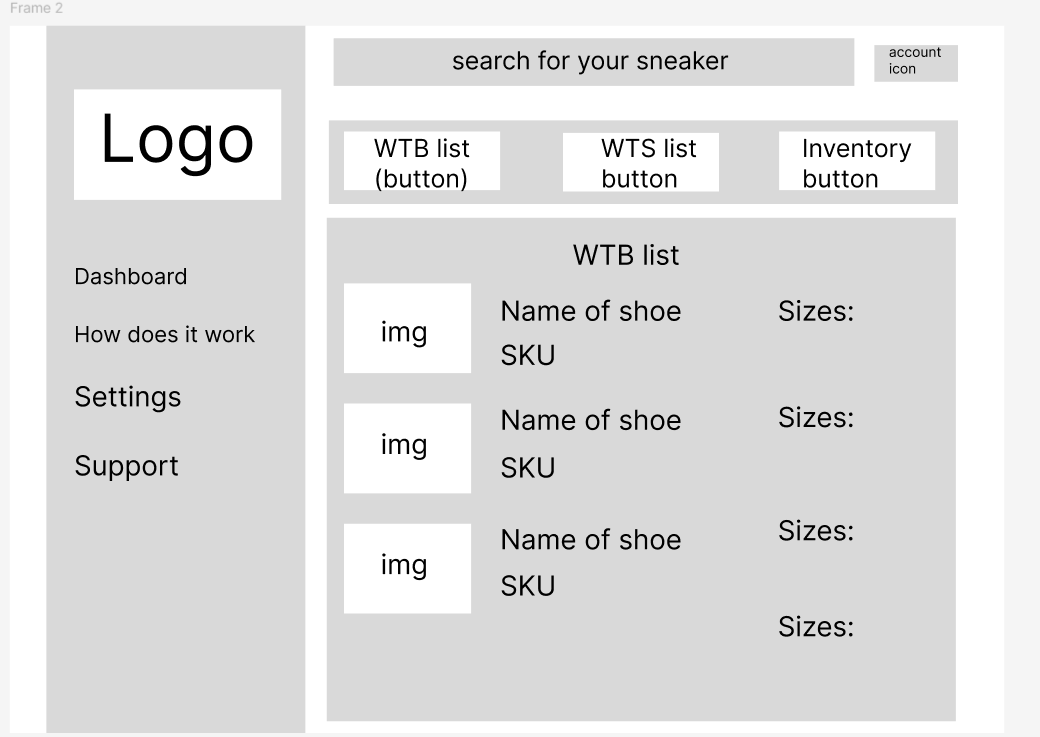 Frame 2
Logo
Dashboard
How does it work
Settings
Support
search for your sneaker
account
icon
WTB list
(button)
WTS list
button
Inventory
button
WTB list
img
Name of shoe
SKU
Sizes:
img
Name of shoe
SKU
Sizes:
img
Name of shoe
SKU
Sizes:
Sizes: